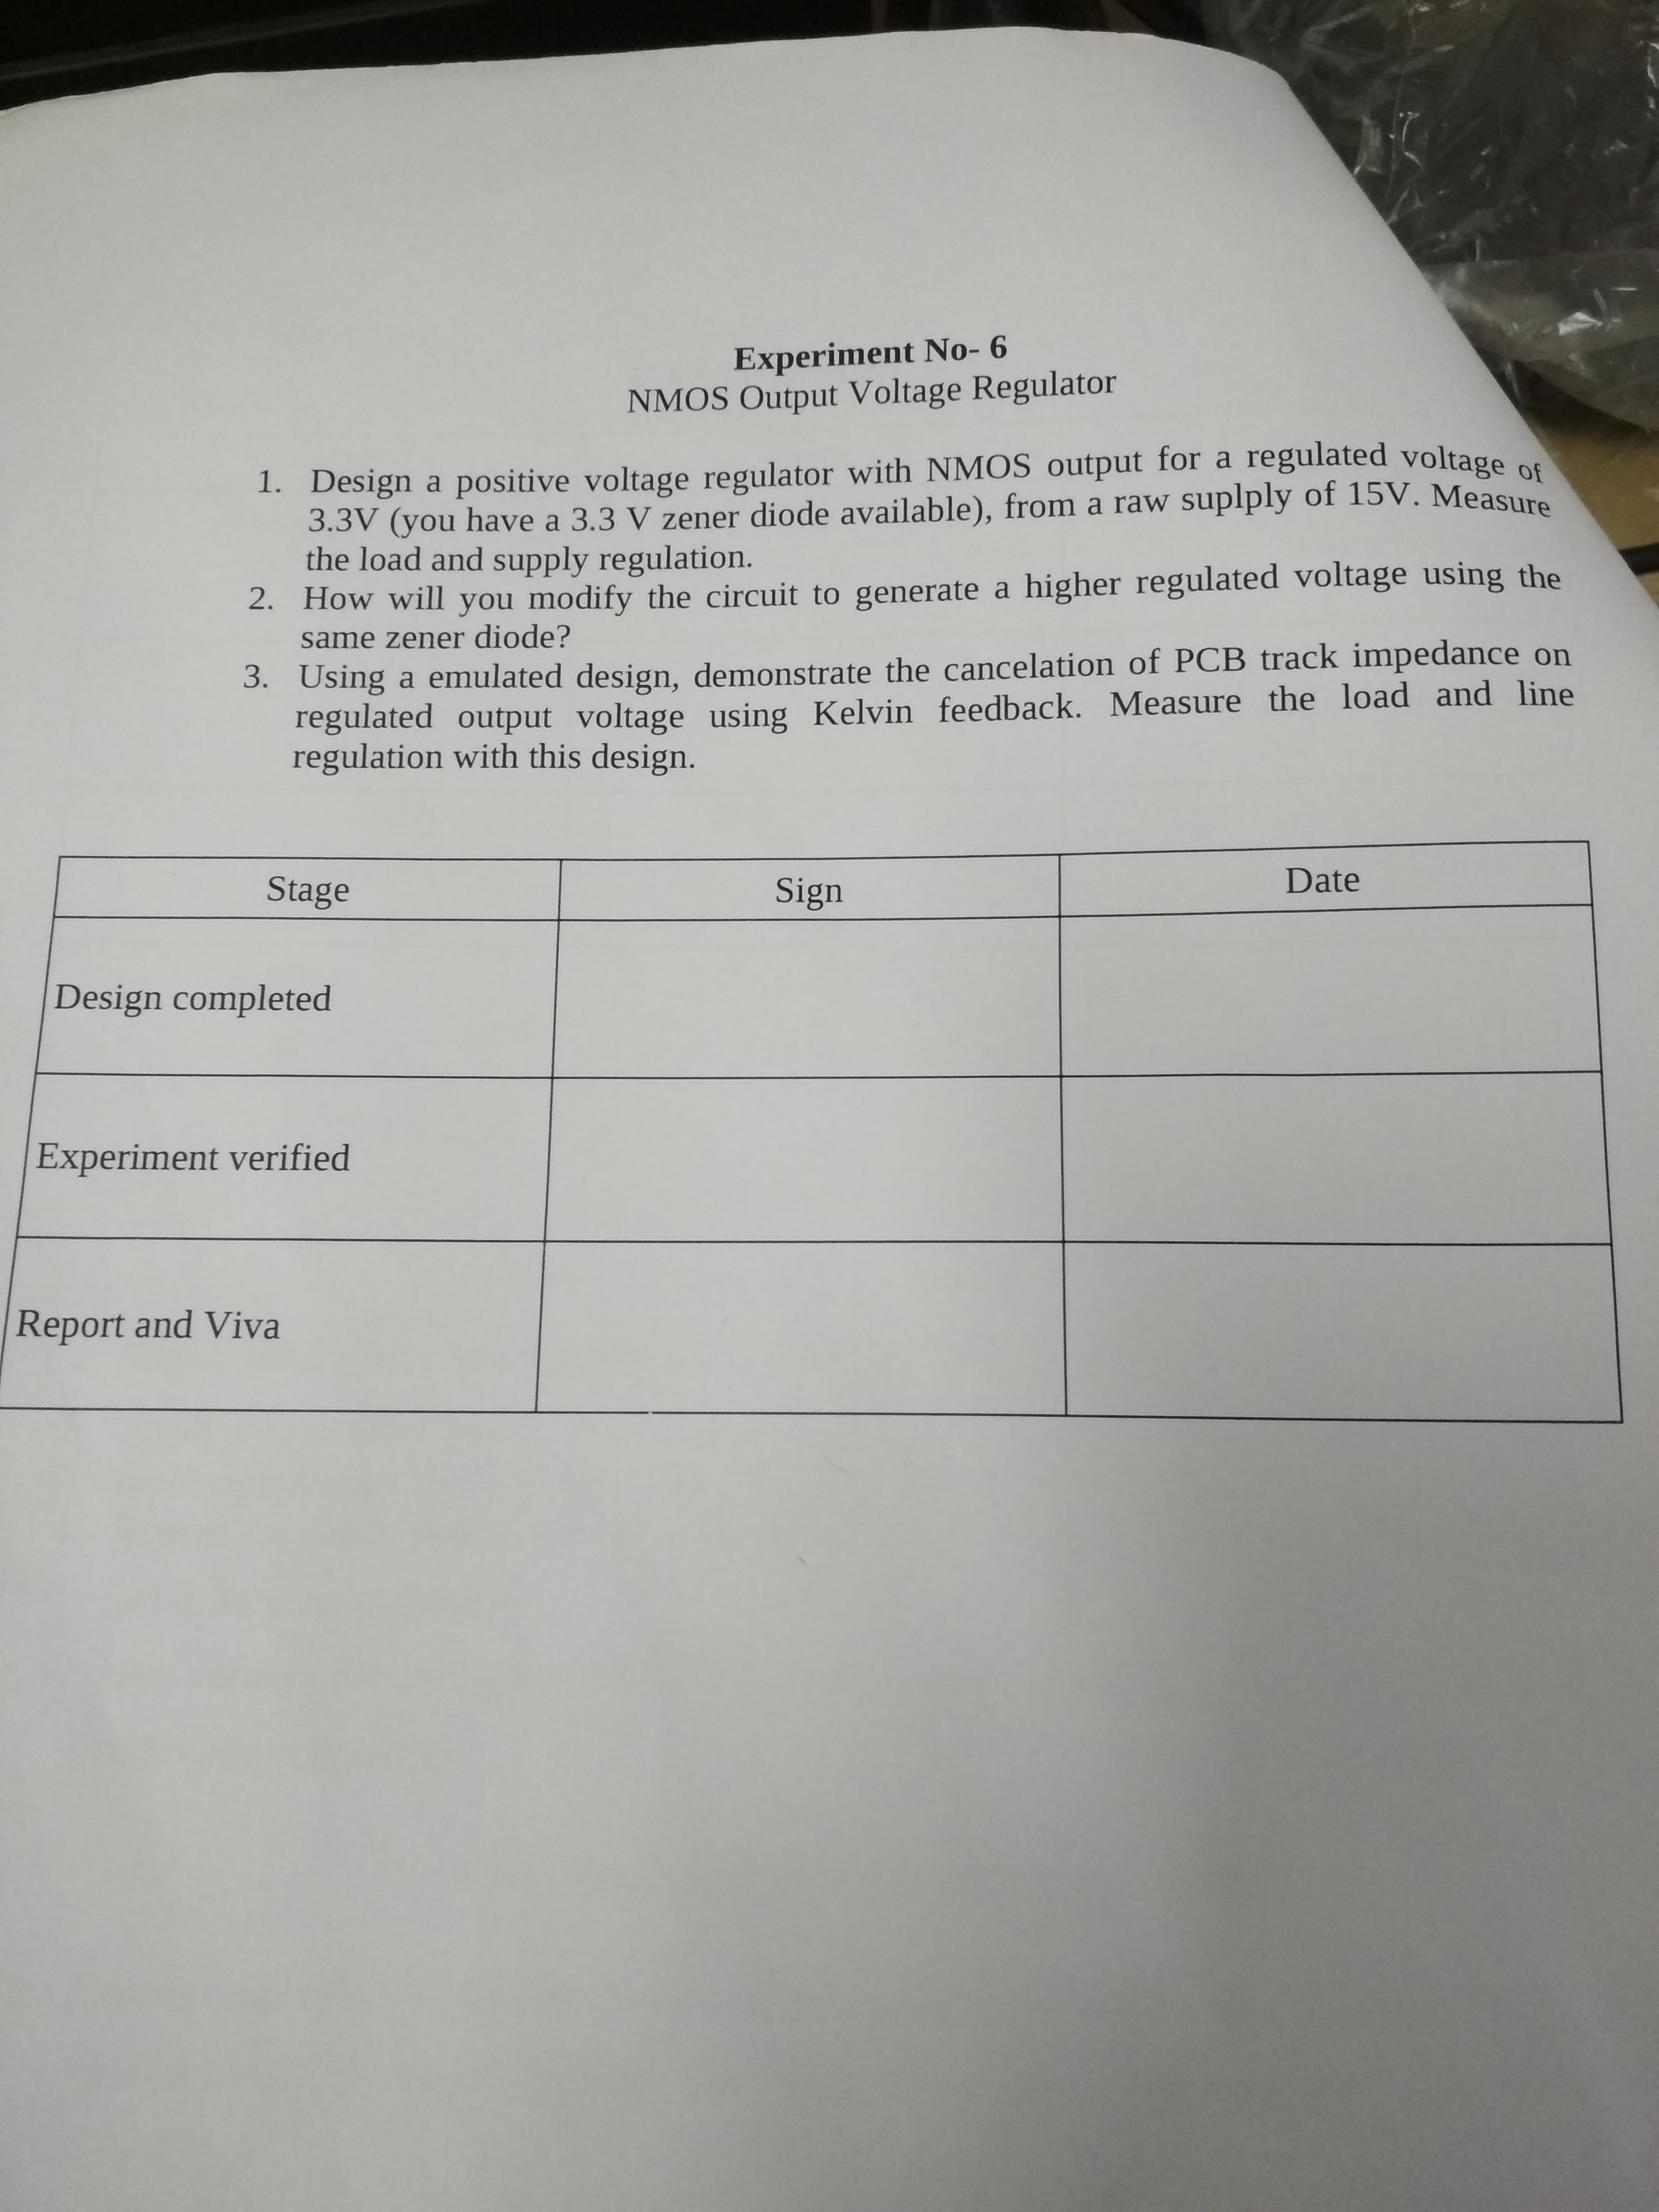 Experiment No- 6
NMOS Output Voltage Regulator
1. Design a positive voltage regulator with NMOS output for a regulated voltage of
3.3V (you have a 3.3 V zener diode available), from a raw suplply of 15V. Measure
the load and supply regulation.
2. How will you modify the circuit to generate a higher regulated voltage using the
same zener diode?
3. Using a emulated design, demonstrate the cancelation of PCB track impedance on
regulated output voltage using Kelvin feedback. Measure the load and line
regulation with this design.
Stage Sign Date
Design completed
Experiment verified
Report and Viva